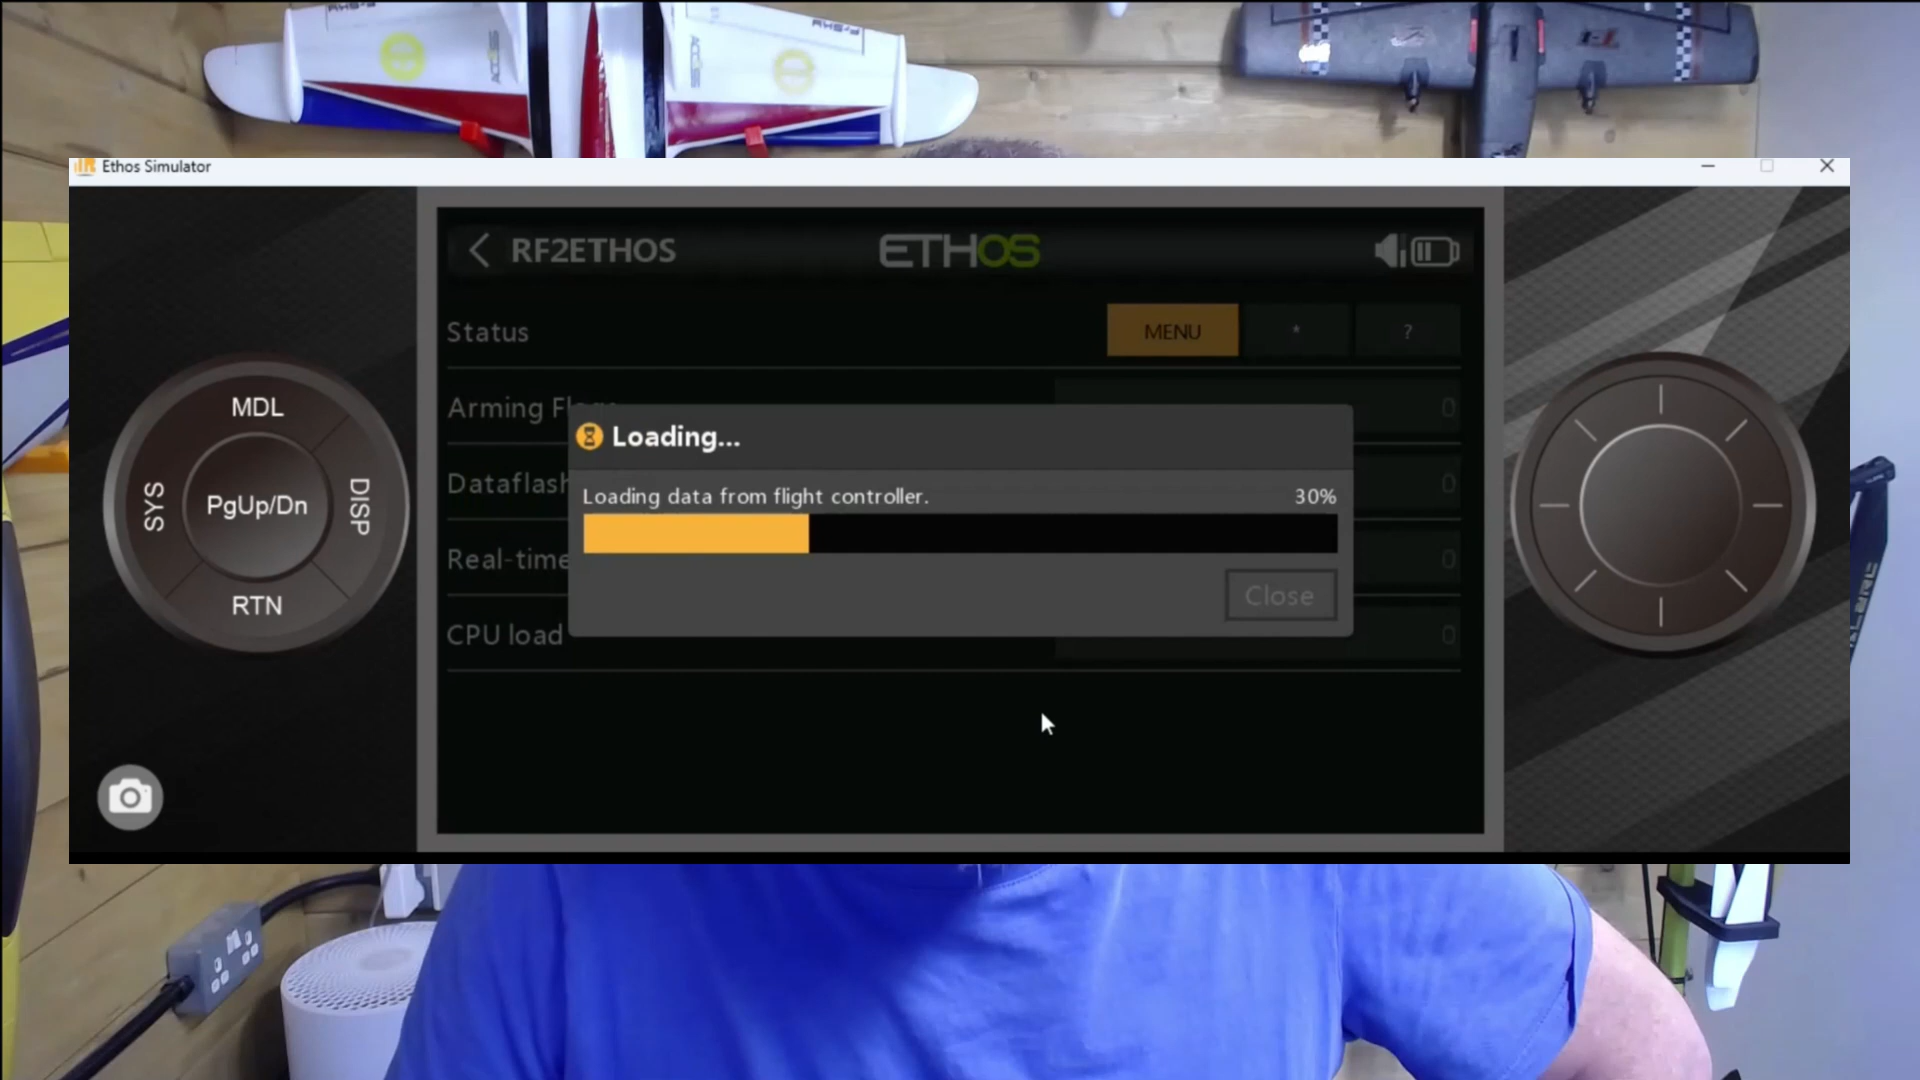 Ethos Simulator
RF2ETHOS
ETHOS
Status
MENU
*
?
Arming
0
Loading...
Dataflash
0
Loading data from flight controller.
30%
Real-time
0
Close
CPU load
0
MDL
SYS
PgUp/Dn
DISP
RTN